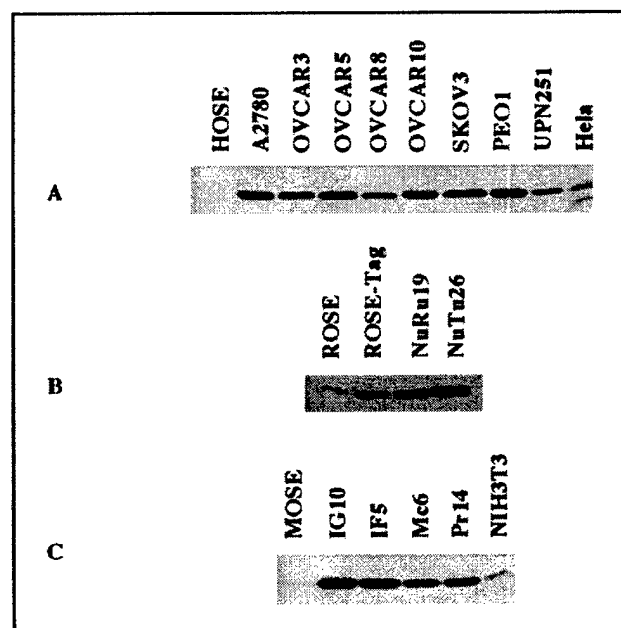 HOSE A2780 OVCAR3 OVCAR5 OVCAR8 OVCAR10 SKOV3 PEO1 UPN251 Hela
A
ROSE ROSE-Tag NuRu19 NuTu26
B
MOSE IG10 IF5 Mc6 Pr14 NIH3T3
C